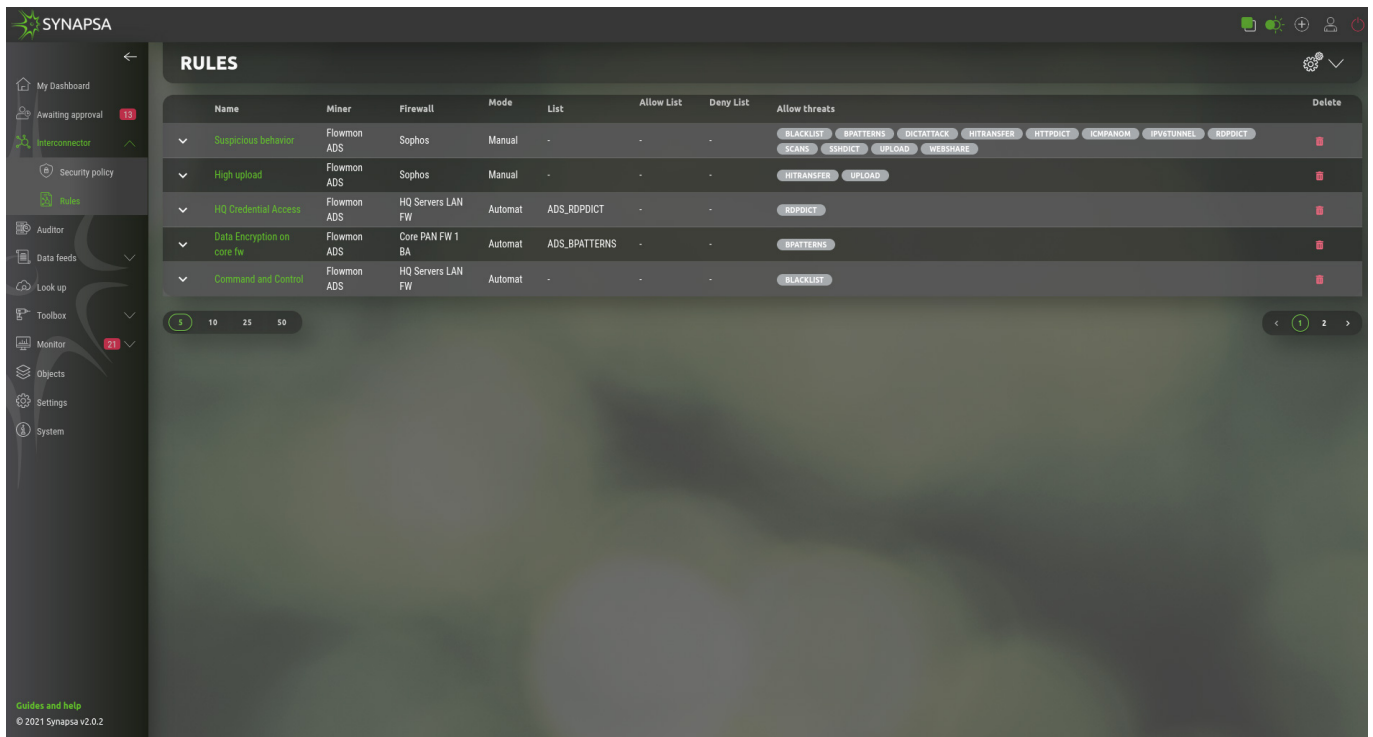 SYNAPSA
RULES
My Dashboard
Awaiting approval 13
Interconnector
Security policy
Rules
Auditor
Data feeds
Look up
Toolbox
Monitor 21
Objects
Settings
System
Guides and help
© 2021 Synapsa v2.0.2
Name Miner Firewall Mode List Allow List Deny List Allow threats Delete
Suspicious behavior Flowmon ADS Sophos Manual - - - BLACKLIST BPATTERNS DICTATTACK HITRANSFER HTTPDICT ICMPANOM IPV6TUNNEL RDPDICT
SCANS SSHDICT UPLOAD WEBSHARE
High upload Flowmon ADS Sophos Manual - - - HITRANSFER UPLOAD
HQ Credential Access Flowmon ADS HQ Servers LAN FW Automat ADS_RDPDICT - - RDPDICT
Data Encryption on core fw Flowmon ADS Core PAN FW 1 BA Automat ADS_BPATTERNS - - BPATTERNS
Command and Control Flowmon ADS HQ Servers LAN FW Automat - - - BLACKLIST
5 10 25 50
< 1 2 >